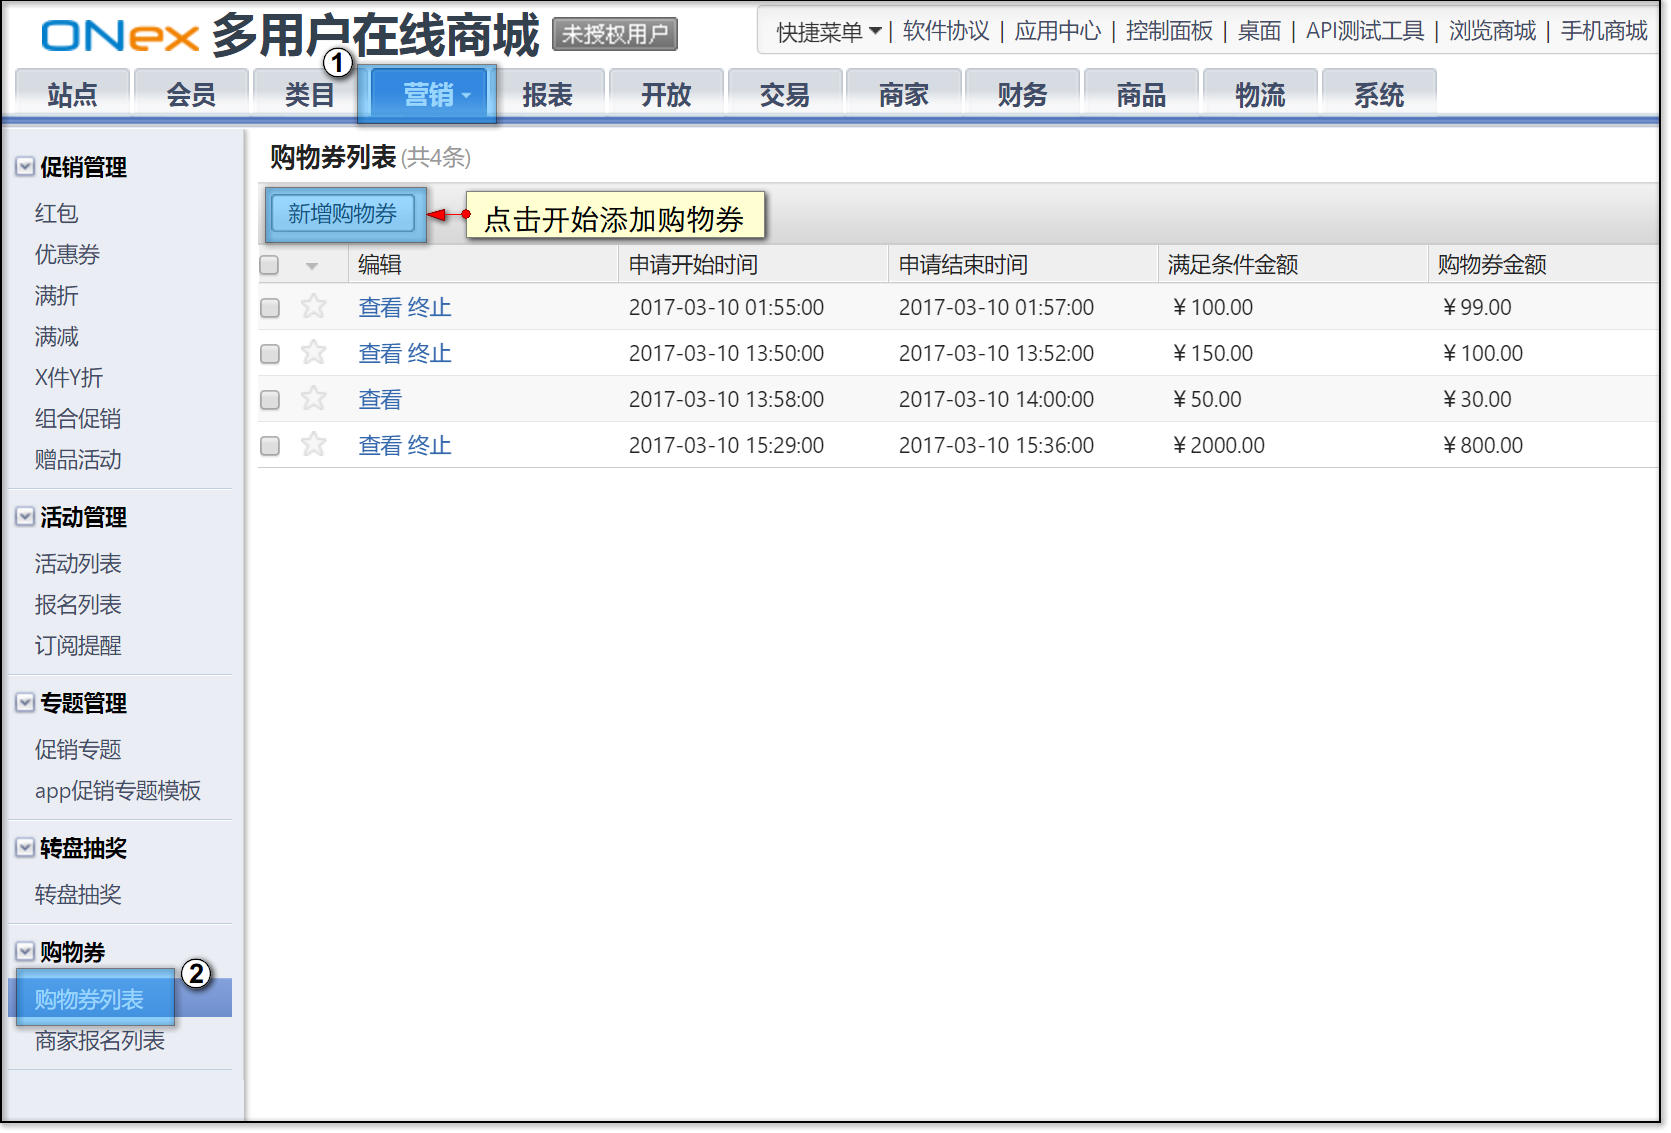 ONex 多用户在线商城 未授权用户
快捷菜单 | 软件协议 | 应用中心 | 控制面板 | 桌面 | API测试工具 | 浏览商城 | 手机商城
1
站点 会员 类目 营销 报表 开放 交易 商家 财务 商品 物流 系统
促销管理
红包
优惠券
满折
满减
X件Y折
组合促销
赠品活动
活动管理
活动列表
报名列表
订阅提醒
专题管理
促销专题
app促销专题模板
转盘抽奖
转盘抽奖
购物券
2
购物券列表
商家报名列表
购物券列表(共4条)
新增购物券 点击开始添加购物券
编辑 申请开始时间 申请结束时间 满足条件金额 购物券金额
查看 终止 2017-03-10 01:55:00 2017-03-10 01:57:00 ￥100.00 ￥99.00
查看 终止 2017-03-10 13:50:00 2017-03-10 13:52:00 ￥150.00 ￥100.00
查看 2017-03-10 13:58:00 2017-03-10 14:00:00 ￥50.00 ￥30.00
查看 终止 2017-03-10 15:29:00 2017-03-10 15:36:00 ￥2000.00 ￥800.00